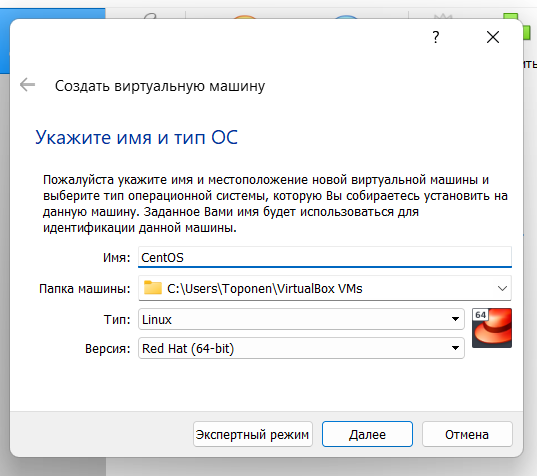 ?
Создать виртуальную машину
Укажите имя и тип ОС
Пожалуйста укажите имя и местоположение новой виртуальной машины и
выберите тип операционной системы, которую Вы собираетесь установить на
данную машину. Заданное Вами имя будет использоваться для
идентификации данной машины.
Имя: CentOS
Папка машины: C:\Users\Toponen\VirtualBox VMs
Тип: Linux
64
Версия: Red Hat (64-bit)
Экспертный режим Далее Отмена